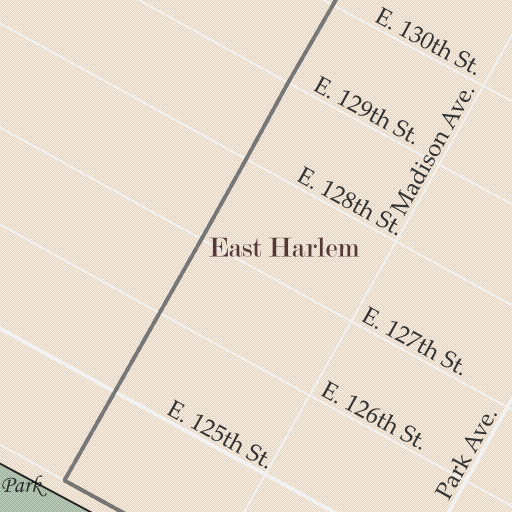 E. 130th St.
E. 129th St.
Madison Ave.
E. 128th St.
East Harlem
E. 127th St.
E. 126th St.
E. 125th St.
Park Ave.
Park